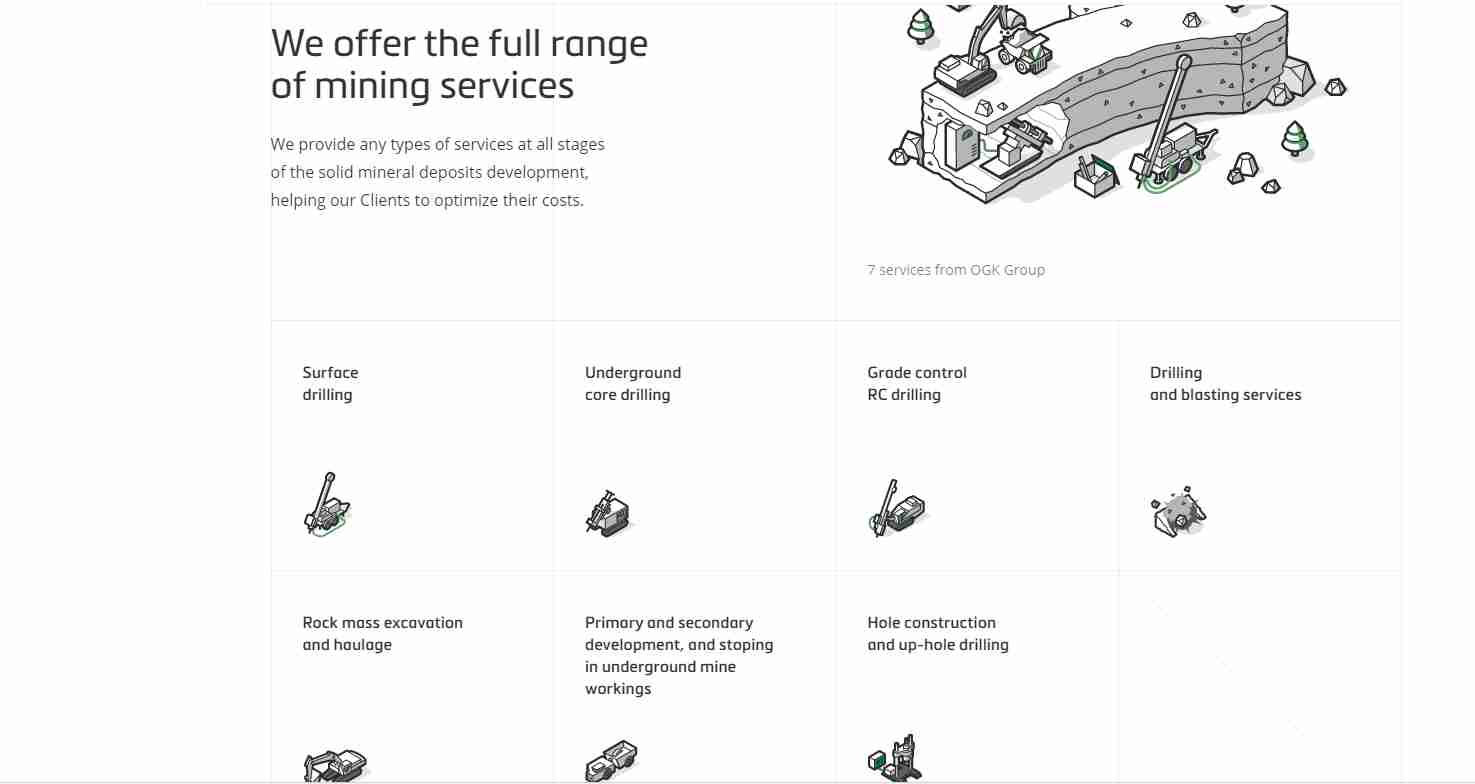 We offer the full range
of mining services
We provide any types of services at all stages
of the solid mineral deposits development,
helping our Clients to optimize their costs.
7 services from OGK Group
Surface
drilling
Underground
core drilling
Grade control
RC drilling
Drilling
and blasting services
Rock mass excavation
and haulage
Primary and secondary
development, and stoping
in underground mine
workings
Hole construction
and up-hole drilling